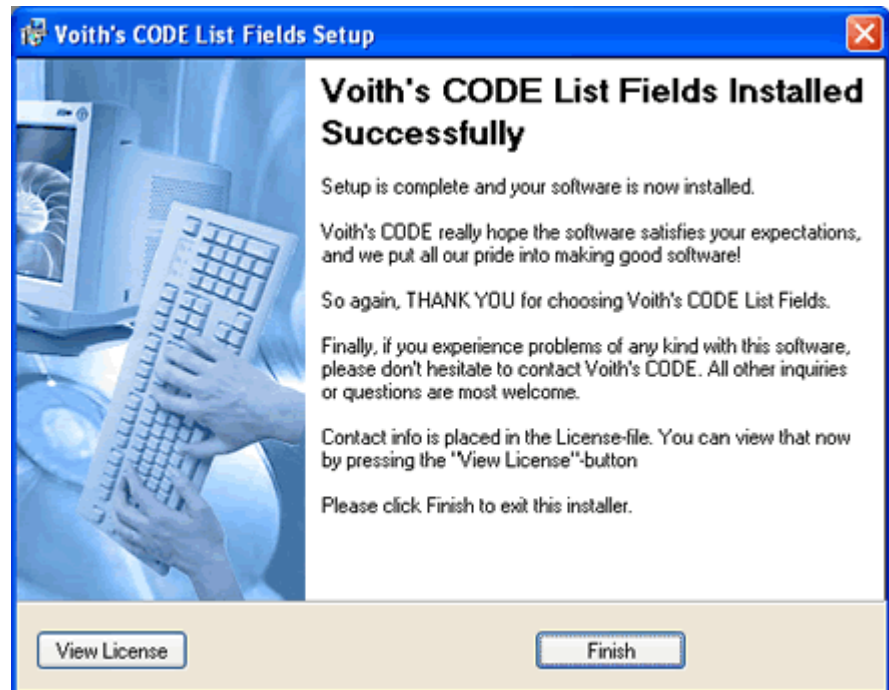 Voith's CODE List Fields Setup
Voith's CODE List Fields Installed
Successfully
Setup is complete and your software is now installed.
Voith's CODE really hope the software satisfies your expectations,
and we put all our pride into making good software!
So again, THANK YOU for choosing Voith's CODE List Fields.
Finally, if you experience problems of any kind with this software,
please don't hesitate to contact Voith's CODE. All other inquiries
or questions are most welcome.
Contact info is placed in the License-file. You can view that now
by pressing the "View License"-button
Please click Finish to exit this installer.
View License
Finish